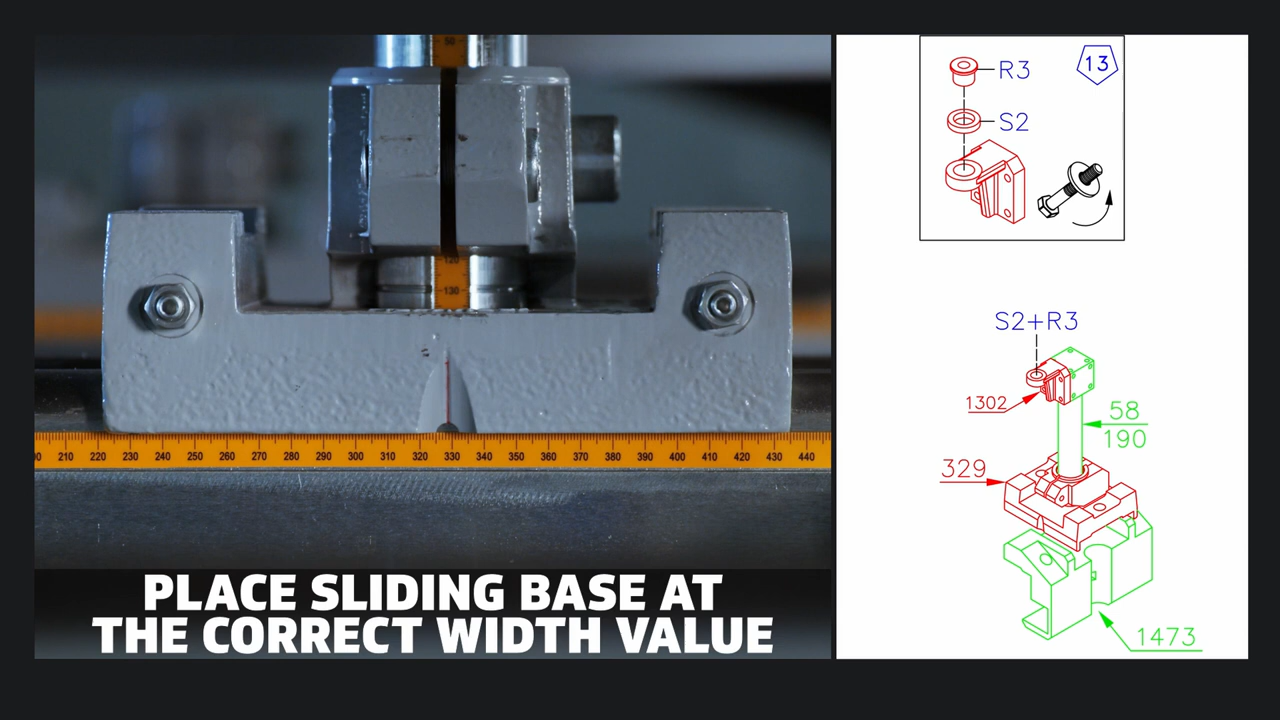 50
120
130
210 220 230 240 250 260 270 280 290 300 310 320 330 340 350 360 370 380 390 400 410 420 430 440
PLACE SLIDING BASE AT
THE CORRECT WIDTH VALUE
R3
13
S2
S2+R3
1302
58
190
329
1473